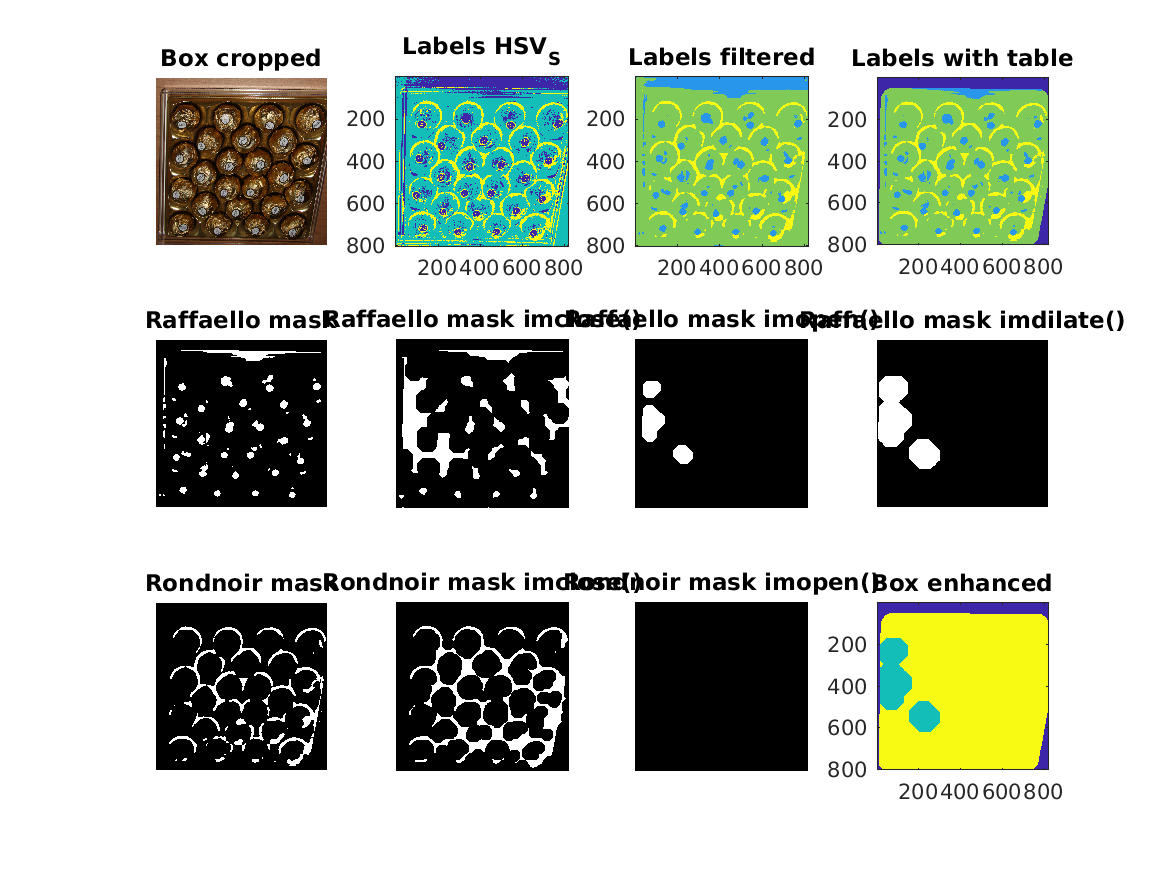 Box cropped
Labels HSV_S
Labels filtered
Labels with table
200
400
600
800
200 400 600 800
200
400
600
800
200 400 600 800
200
400
600
800
200 400 600 800
Raffaello mask
Raffaello mask imclose()
Raffaello mask imopen()
Raffaello mask imdilate()
Rondnoir mask
Rondnoir mask imclose()
Rondnoir mask imopen()
Box enhanced
200
400
600
800
200 400 600 800